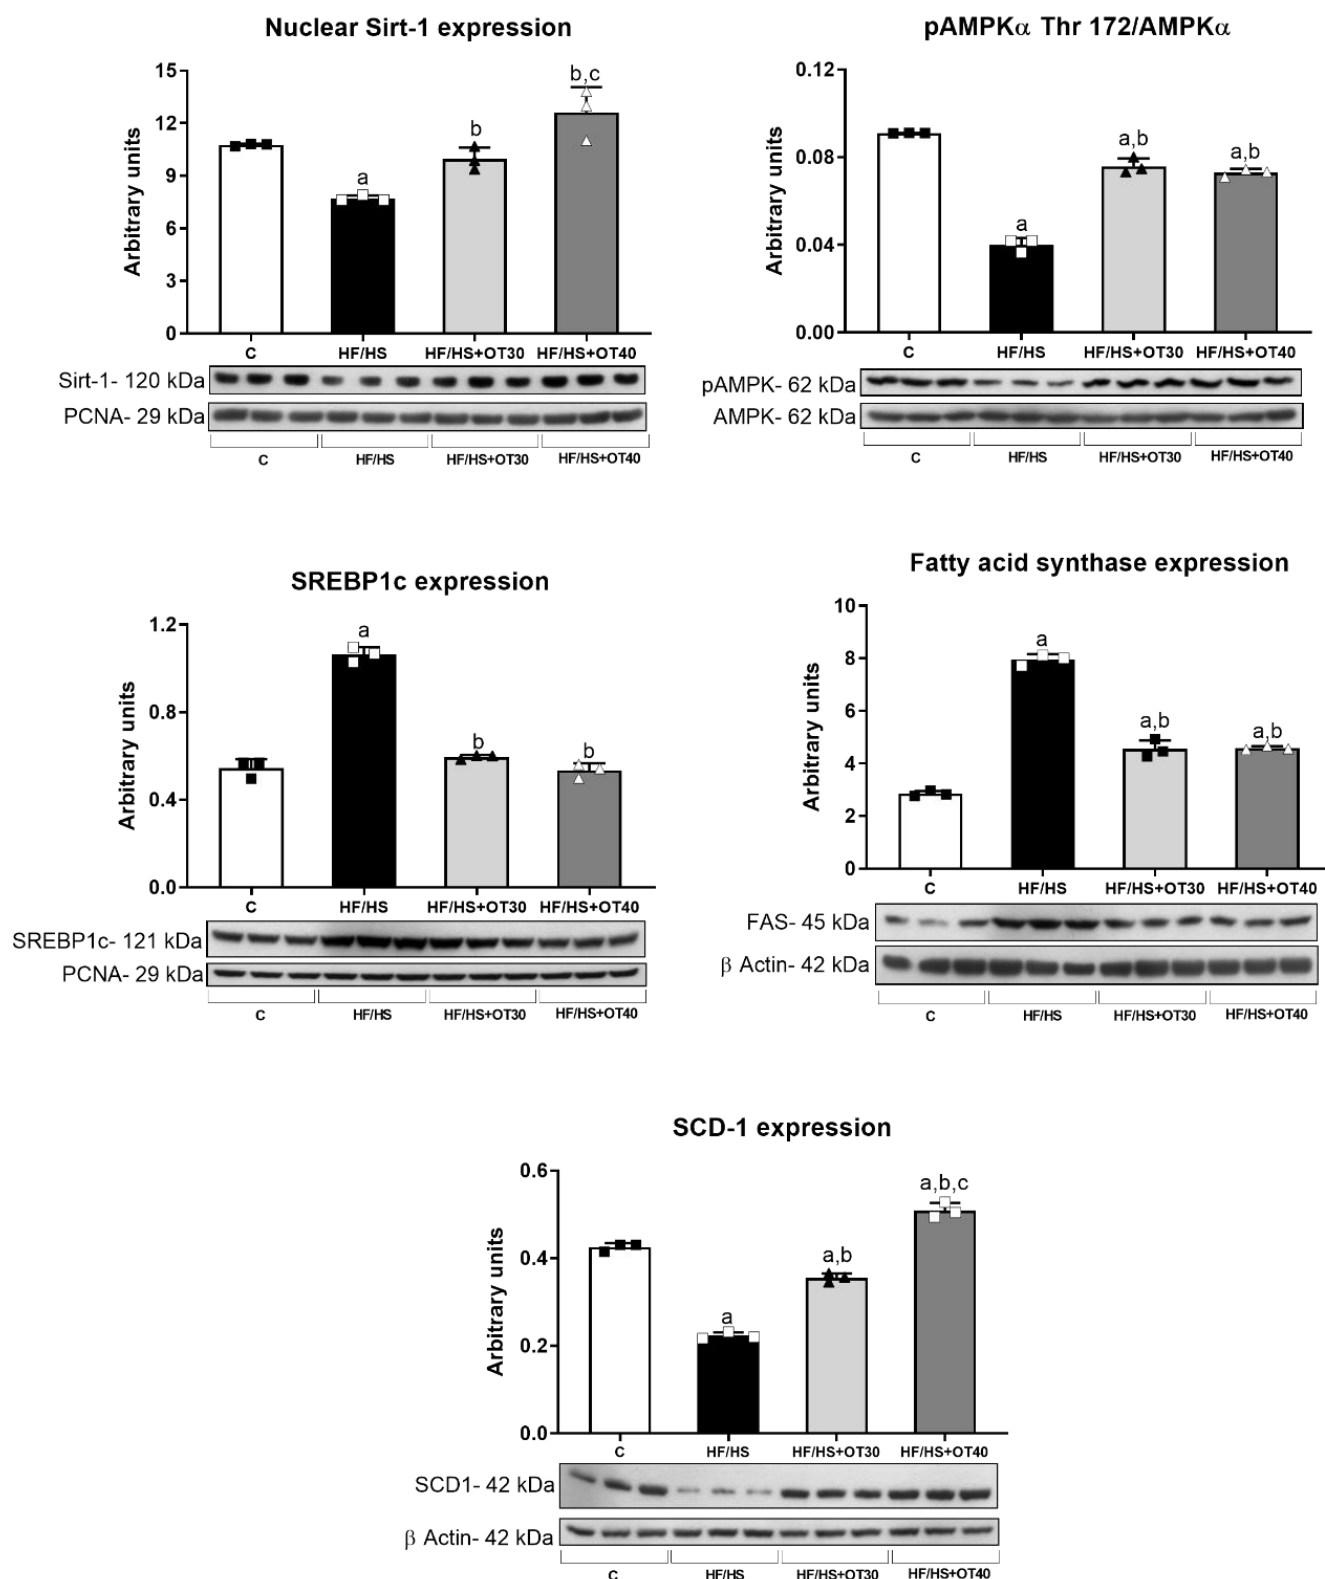 Nuclear Sirt-1 expression
Arbitrary units
15
12
9
6
3
0
a
b
b,c
C HF/HS HF/HS+OT30 HF/HS+OT40
Sirt-1- 120 kDa
PCNA- 29 kDa
C HF/HS HF/HS+OT30 HF/HS+OT40
pAMPKα Thr 172/AMPKα
Arbitrary units
0.12
0.08
0.04
0.00
a
a,b
a,b
C HF/HS HF/HS+OT30 HF/HS+OT40
pAMPK- 62 kDa
AMPK- 62 kDa
C HF/HS HF/HS+OT30 HF/HS+OT40
SREBP1c expression
Arbitrary units
1.2
0.8
0.4
0.0
a
b
b
C HF/HS HF/HS+OT30 HF/HS+OT40
SREBP1c- 121 kDa
PCNA- 29 kDa
C HF/HS HF/HS+OT30 HF/HS+OT40
Fatty acid synthase expression
Arbitrary units
10
8
6
4
2
0
a
a,b
a,b
C HF/HS HF/HS+OT30 HF/HS+OT40
FAS- 45 kDa
β Actin- 42 kDa
C HF/HS HF/HS+OT30 HF/HS+OT40
SCD-1 expression
Arbitrary units
0.6
0.4
0.2
0.0
a
a,b
a,b,c
C HF/HS HF/HS+OT30 HF/HS+OT40
SCD1- 42 kDa
β Actin- 42 kDa
C HF/HS HF/HS+OT30 HF/HS+OT40